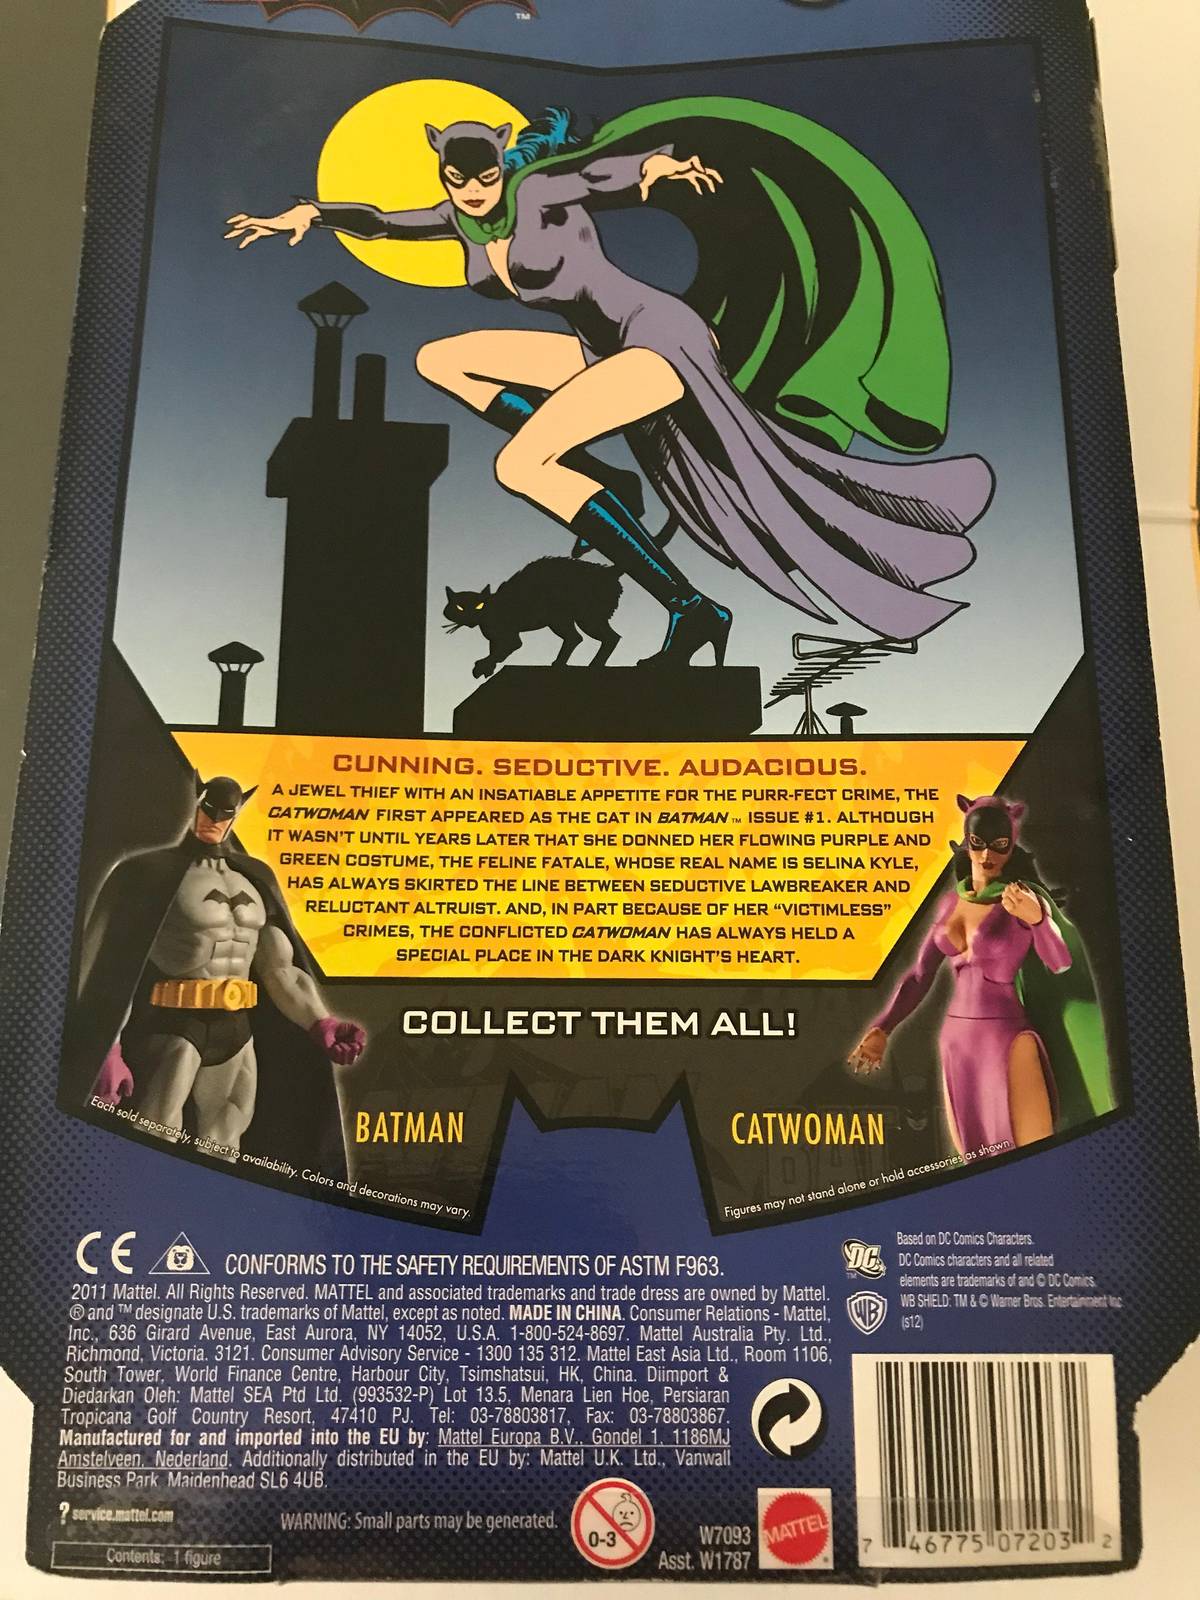 TM
CUNNING. SEDUCTIVE. AUDACIOUS.
A JEWEL THIEF WITH AN INSATIABLE APPETITE FOR THE PURR-FECT CRIME, THE
CATWOMAN FIRST APPEARED AS THE CAT IN BATMAN™ ISSUE #1. ALTHOUGH
IT WASN'T UNTIL YEARS LATER THAT SHE DONNED HER FLOWING PURPLE AND
GREEN COSTUME, THE FELINE FATALE, WHOSE REAL NAME IS SELINA KYLE,
HAS ALWAYS SKIRTED THE LINE BETWEEN SEDUCTIVE LAWBREAKER AND
RELUCTANT ALTRUIST. AND, IN PART BECAUSE OF HER "VICTIMLESS"
CRIMES, THE CONFLICTED CATWOMAN HAS ALWAYS HELD A
SPECIAL PLACE IN THE DARK KNIGHT'S HEART.
COLLECT THEM ALL!
BATMAN
CATWOMAN
Each sold separately, subject to availability. Colors and decorations may vary.
Figures may not stand alone or hold accessories as shown.
CE CONFORMS TO THE SAFETY REQUIREMENTS OF ASTM F963.
2011 Mattel. All Rights Reserved. MATTEL and associated trademarks and trade dress are owned by Mattel.
® and ™ designate U.S. trademarks of Mattel, except as noted. MADE IN CHINA. Consumer Relations - Mattel,
Inc., 636 Girard Avenue, East Aurora, NY 14052, U.S.A. 1-800-524-8697. Mattel Australia Pty. Ltd.,
Richmond, Victoria. 3121. Consumer Advisory Service - 1300 135 312. Mattel East Asia Ltd., Room 1106,
South Tower, World Finance Centre, Harbour City, Tsimshatsui, HK, China. Diimport &
Diedarkan Oleh: Mattel SEA Ptd Ltd. (993532-P) Lot 13.5, Menara Lien Hoe, Persiaran
Tropicana Golf Country Resort, 47410 PJ. Tel: 03-78803817, Fax: 03-78803867.
Manufactured for and imported into the EU by: Mattel Europa B.V., Gondel 1, 1186MJ
Amstelveen, Nederland. Additionally distributed in the EU by: Mattel U.K. Ltd., Vanwall
Business Park, Maidenhead SL6 4UB.
? service.mattel.com
Contents: 1 figure
WARNING: Small parts may be generated.
0-3
W7093
Asst. W1787
MATTEL
®
DC
TM
WB
Based on DC Comics Characters.
DC Comics characters and all related
elements are trademarks of and © DC Comics.
WB SHIELD: TM & © Warner Bros. Entertainment Inc.
(s12)
7 46775 07203 2